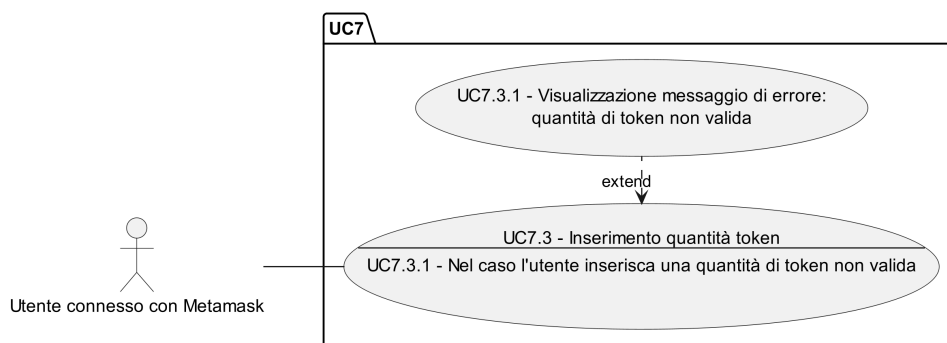 UC7
UC7.3.1 - Visualizzazione messaggio di errore:
quantità di token non valida
extend
UC7.3 - Inserimento quantità token
UC7.3.1 - Nel caso l'utente inserisca una quantità di token non valida
Utente connesso con Metamask